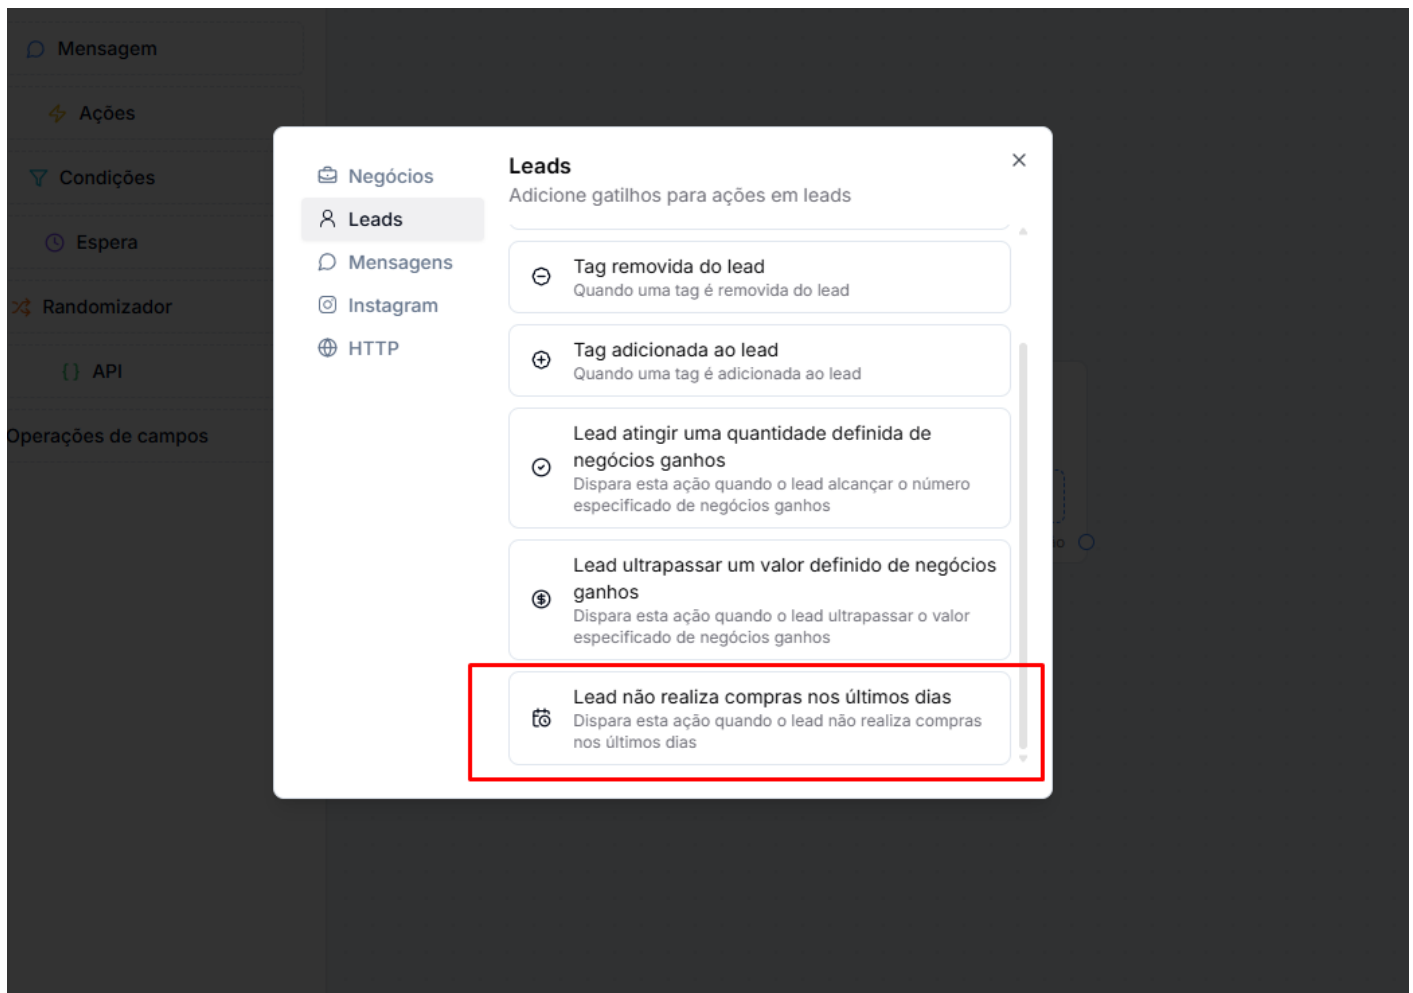 Mensagem
Ações
Condições
Espera
Randomizador
API
Operações de campos
Negócios
Leads
Mensagens
Instagram
HTTP
Leads
Adicione gatilhos para ações em leads
Tag removida do lead
Quando uma tag é removida do lead
Tag adicionada ao lead
Quando uma tag é adicionada ao lead
Lead atingir uma quantidade definida de
negócios ganhos
Dispara esta ação quando o lead alcançar o número
especificado de negócios ganhos
Lead ultrapassar um valor definido de negócios
ganhos
Dispara esta ação quando o lead ultrapassar o valor
especificado de negócios ganhos
Lead não realiza compras nos últimos dias
Dispara esta ação quando o lead não realiza compras
nos últimos dias